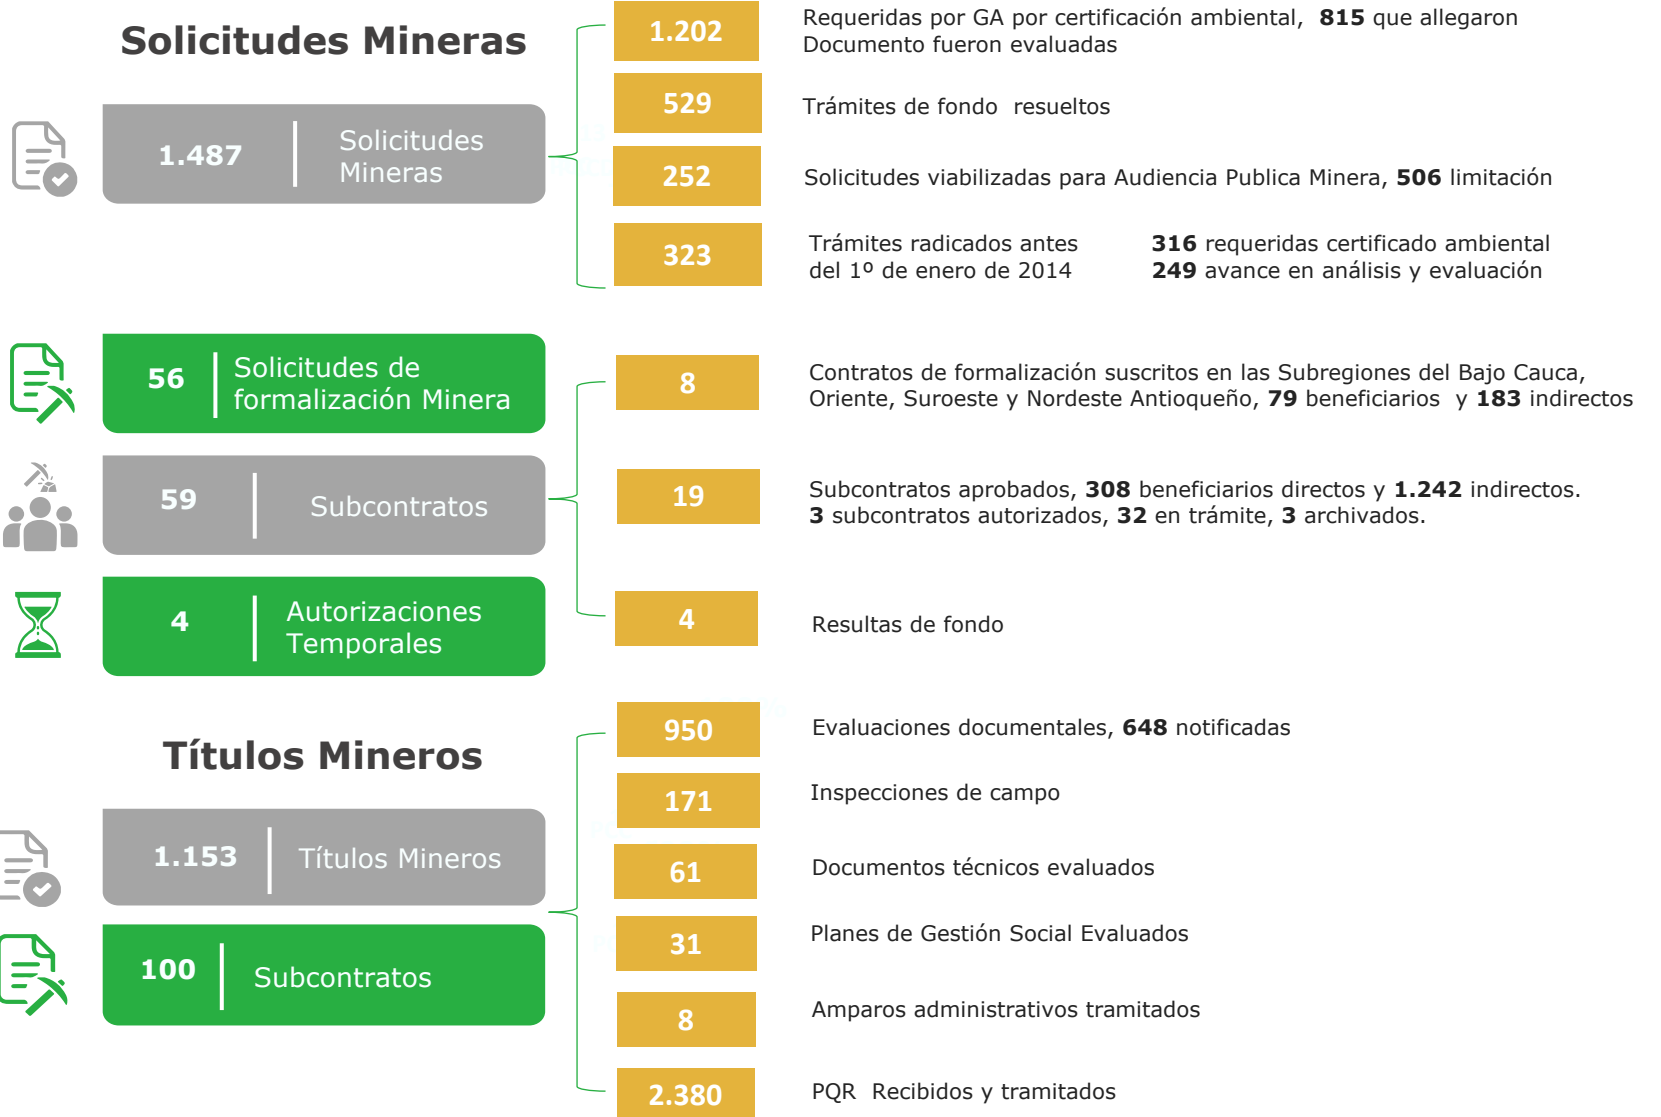 Solicitudes Mineras
1.487
Solicitudes
Mineras
1.202
Requeridas por GA por certificación ambiental, 815 que allegaron
Documento fueron evaluadas
529
Trámites de fondo resueltos
252
Solicitudes viabilizadas para Audiencia Publica Minera, 506 limitación
323
Trámites radicados antes
del 1º de enero de 2014
316 requeridas certificado ambiental
249 avance en análisis y evaluación
56
Solicitudes de
formalización Minera
8
Contratos de formalización suscritos en las Subregiones del Bajo Cauca,
Oriente, Suroeste y Nordeste Antioqueño, 79 beneficiarios y 183 indirectos
59
Subcontratos
19
Subcontratos aprobados, 308 beneficiarios directos y 1.242 indirectos.
3 subcontratos autorizados, 32 en trámite, 3 archivados.
4
Autorizaciones
Temporales
4
Resultas de fondo
Títulos Mineros
1.153
Títulos Mineros
100
Subcontratos
950
Evaluaciones documentales, 648 notificadas
171
Inspecciones de campo
61
Documentos técnicos evaluados
31
Planes de Gestión Social Evaluados
8
Amparos administrativos tramitados
2.380
PQR Recibidos y tramitados